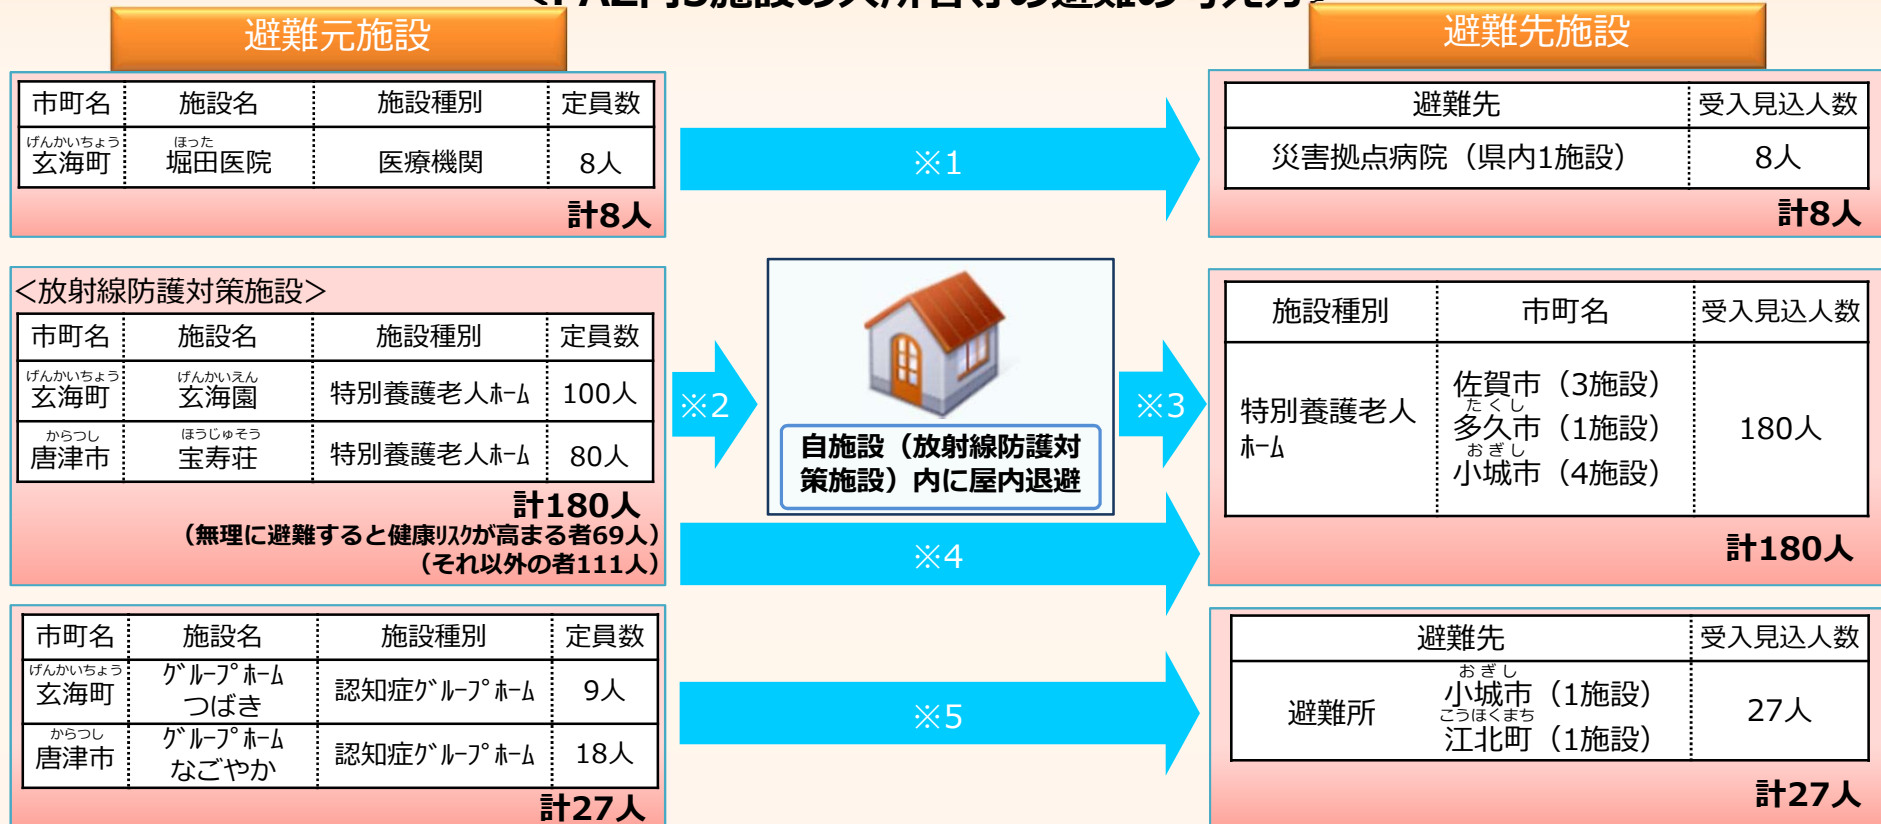 避難元施設
避難先施設
市町名 施設名 施設種別 定員数
げんかいちょう ほった
玄海町 堀田医院 医療機関 8人
計8人
※1
避難先 受入見込人数
災害拠点病院（県内1施設） 8人
計8人
＜放射線防護対策施設＞
市町名 施設名 施設種別 定員数
げんかいちょう げんかいえん
玄海町 玄海園 特別養護老人ﾎｰﾑ 100人
からつし ほうじゅそう
唐津市 宝寿荘 特別養護老人ﾎｰﾑ 80人
計180人
（無理に避難すると健康ﾘｽｸが高まる者69人）
（それ以外の者111人）
※2
自施設（放射線防護対
策施設）内に屋内退避
※3
※4
施設種別 市町名 受入見込人数
特別養護老人
ﾎｰﾑ
佐賀市（3施設）
たくし
多久市（1施設）
おぎし
小城市（4施設）
180人
計180人
市町名 施設名 施設種別 定員数
げんかいちょう
玄海町 ｸﾞﾙｰﾌﾟﾎｰﾑ
つばき 認知症ｸﾞﾙｰﾌﾟﾎｰﾑ 9人
からつし
唐津市 ｸﾞﾙｰﾌﾟﾎｰﾑ
なごやか 認知症ｸﾞﾙｰﾌﾟﾎｰﾑ 18人
計27人
※5
避難先 受入見込人数
避難所
おぎし
小城市（1施設）
こうほくまち
江北町（1施設）
27人
計27人